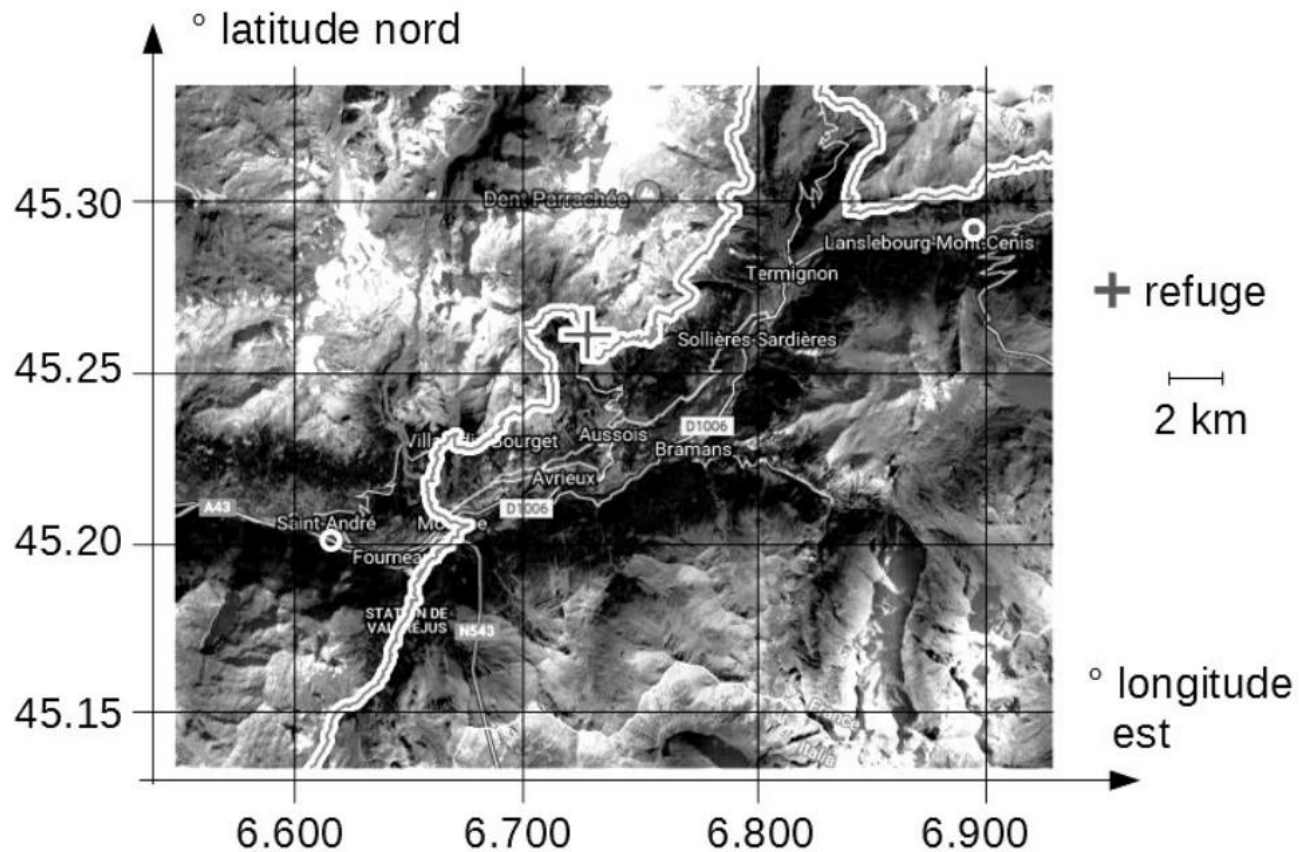 ° latitude nord
45.30
45.25
45.20
45.15
Dent Parrachée
Lanslebourg-Mont-Cenis
Termignon
Sollières-Sardières
D1006
Bourget
Aussois
Bramans
Avrieux
A43
D1006
Saint-André
STATION DE
N543
France
Italia
+ refuge
2 km
° longitude
est
6.600
6.700
6.800
6.900